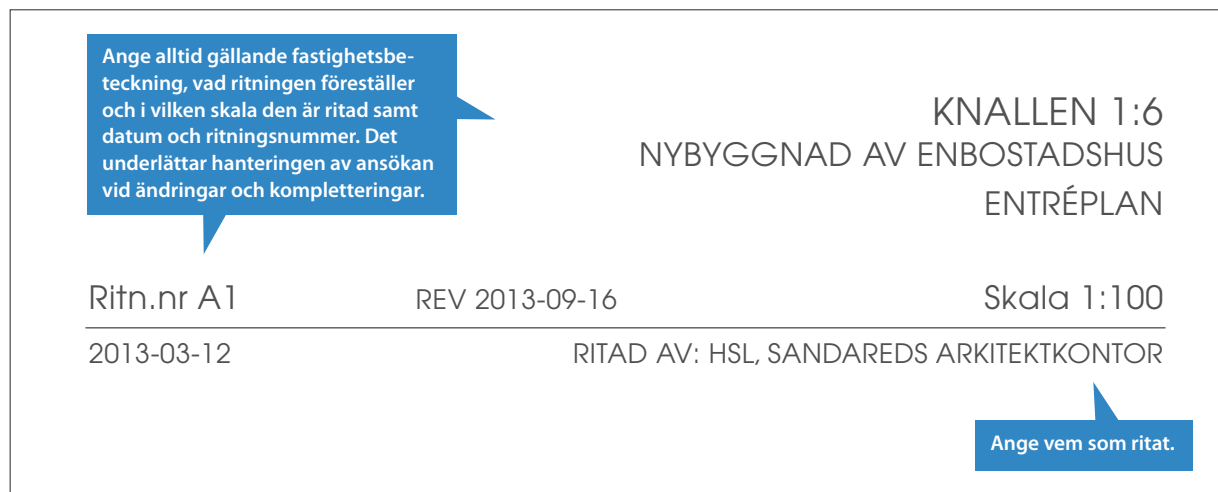 Ange alltid gällande fastighetsbe-
teckning, vad ritningen föreställer
och i vilken skala den är ritad samt
datum och ritningsnummer. Det
underlättar hanteringen av ansökan
vid ändringar och kompletteringar.
KNALLEN 1:6
NYBYGGNAD AV ENBOSTADSHUS
ENTRÉPLAN
Ritn.nr A1 REV 2013-09-16 Skala 1:100
2013-03-12 RITAD AV: HSL, SANDAREDS ARKITEKTKONTOR
Ange vem som ritat.